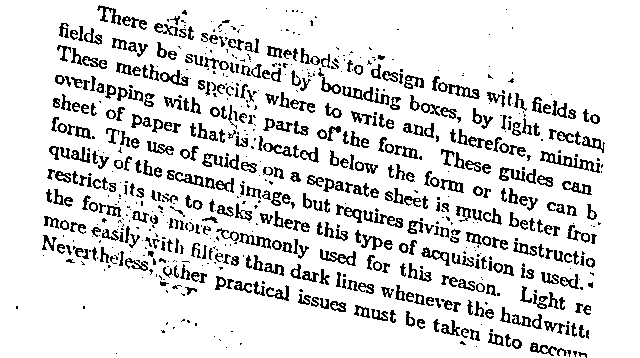 There exist several methods to design forms with fields to
fields may be surrounded by bounding boxes, by light rectan
These methods specify where to write and, therefore, minimi
overlapping with other parts of the form. These guides can
sheet of paper that is located below the form or they can b
form. The use of guides on a separate sheet is much better from
quality of the scanned image, but requires giving more instructio
restricts its use to tasks where this type of acquisition is used.
the form are more commonly used for this reason. Light re
more easily with filters than dark lines whenever the handwritt
Nevertheless, other practical issues must be taken into accoun